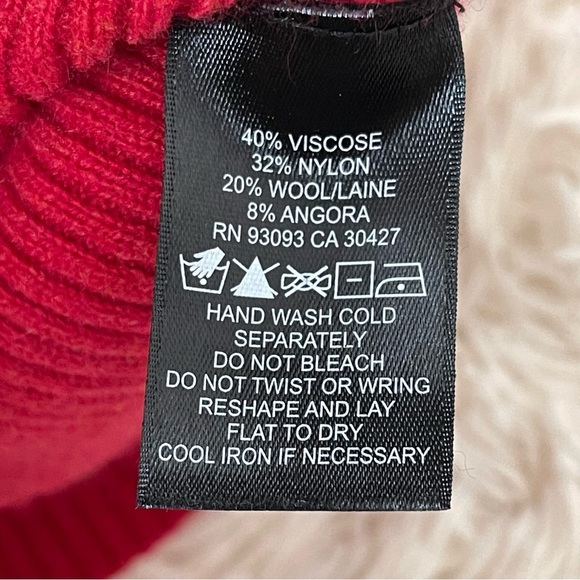 40% VISCOSE
32% NYLON
20% WOOL/LAINE
8% ANGORA
RN 93093 CA 30427
HAND WASH COLD
SEPARATELY
DO NOT BLEACH
DO NOT TWIST OR WRING
RESHAPE AND LAY
FLAT TO DRY
COOL IRON IF NECESSARY